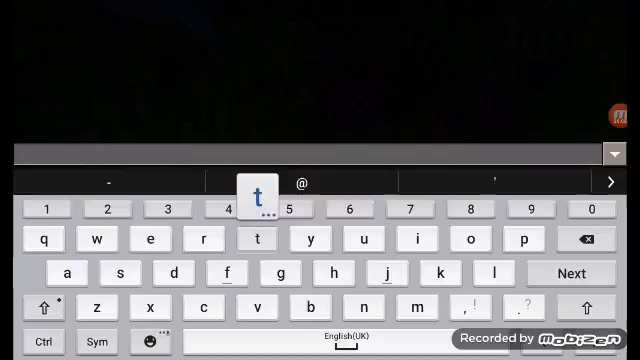 - @ '
t...
1 2 3 4 5 6 7 8 9 0
q w e r t y u i o p
a s d f g h j k l Next
z x c v b n m ,! .?
Ctrl Sym English(UK) Recorded by mobizen